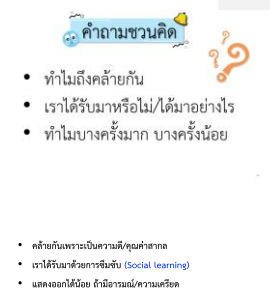 คำถามชวนคิด
• ทำไมถึงคล้ายกัน
• เราได้รับมาหรือไม่/ได้มาอย่างไร
• ทำไมบางครั้งมาก บางครั้งน้อย
• คล้ายกันเพราะเป็นความดี/คุณค่าสากล
• เราได้รับมาด้วยการซึมซับ (Social learning)
• แสดงออกได้น้อย ถ้ามีอารมณ์/ความเครียด